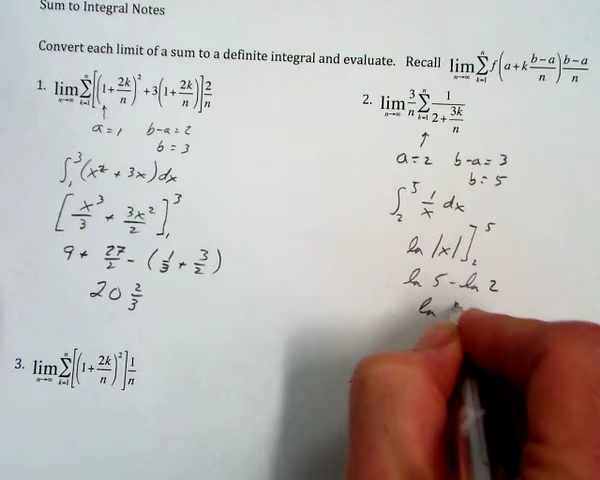 Sum to Integral Notes
Convert each limit of a sum to a definite integral and evaluate. Recall lim n→∞ Σ k=1 n f(a+k (b−a)/n) (b−a)/n
1. lim n→∞ Σ k=1 n [(1+2k/n)² +3(1+2k/n)] 2/n
↑
a=1 b-a=2
b=3
∫₁³ (x² + 3x)dx
[x³/3 + 3x²/2]₁³
9+ 27/2 - (1/3 + 3/2)
20 2/3
2. lim n→∞ 3/n Σ k=1 n 1/(2+3k/n)
↑
a=2 b-a=3
b=5
∫₂⁵ 1/x dx
ln |x|]₂⁵
ln 5 - ln 2
ln
3. lim n→∞ Σ k=1 n [(1+2k/n)²] 1/n